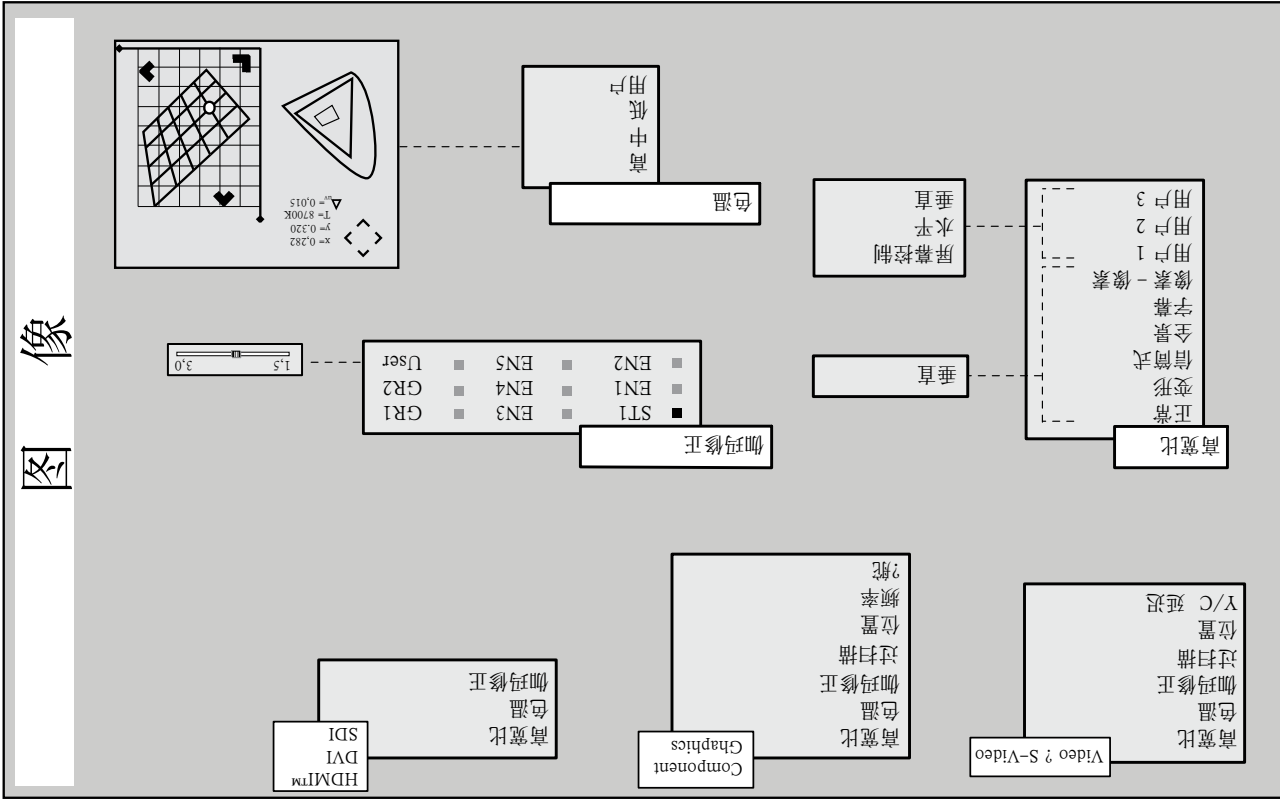 图 像
Video ? S-Video
高宽比
色温
伽玛修正
过扫描
位置
Y/C 延迟
Component
Ghaphics
高宽比
色温
伽玛修正
过扫描
位置
频率
?舵
HDMI™
DVI
SDI
高宽比
色温
伽玛修正
高宽比
正常
变形
信筒式
全景
字幕
像素 - 像素
用户 1
用户 2
用户 3
垂直
屏幕控制
水平
垂直
伽玛修正
ST1 EN3 GR1
EN1 EN4 GR2
EN2 EN5 User
1,5 3,0
色温
高
中
低
用户
x= 0,282
y= 0.320
T= 8700K
Δuv= 0,015